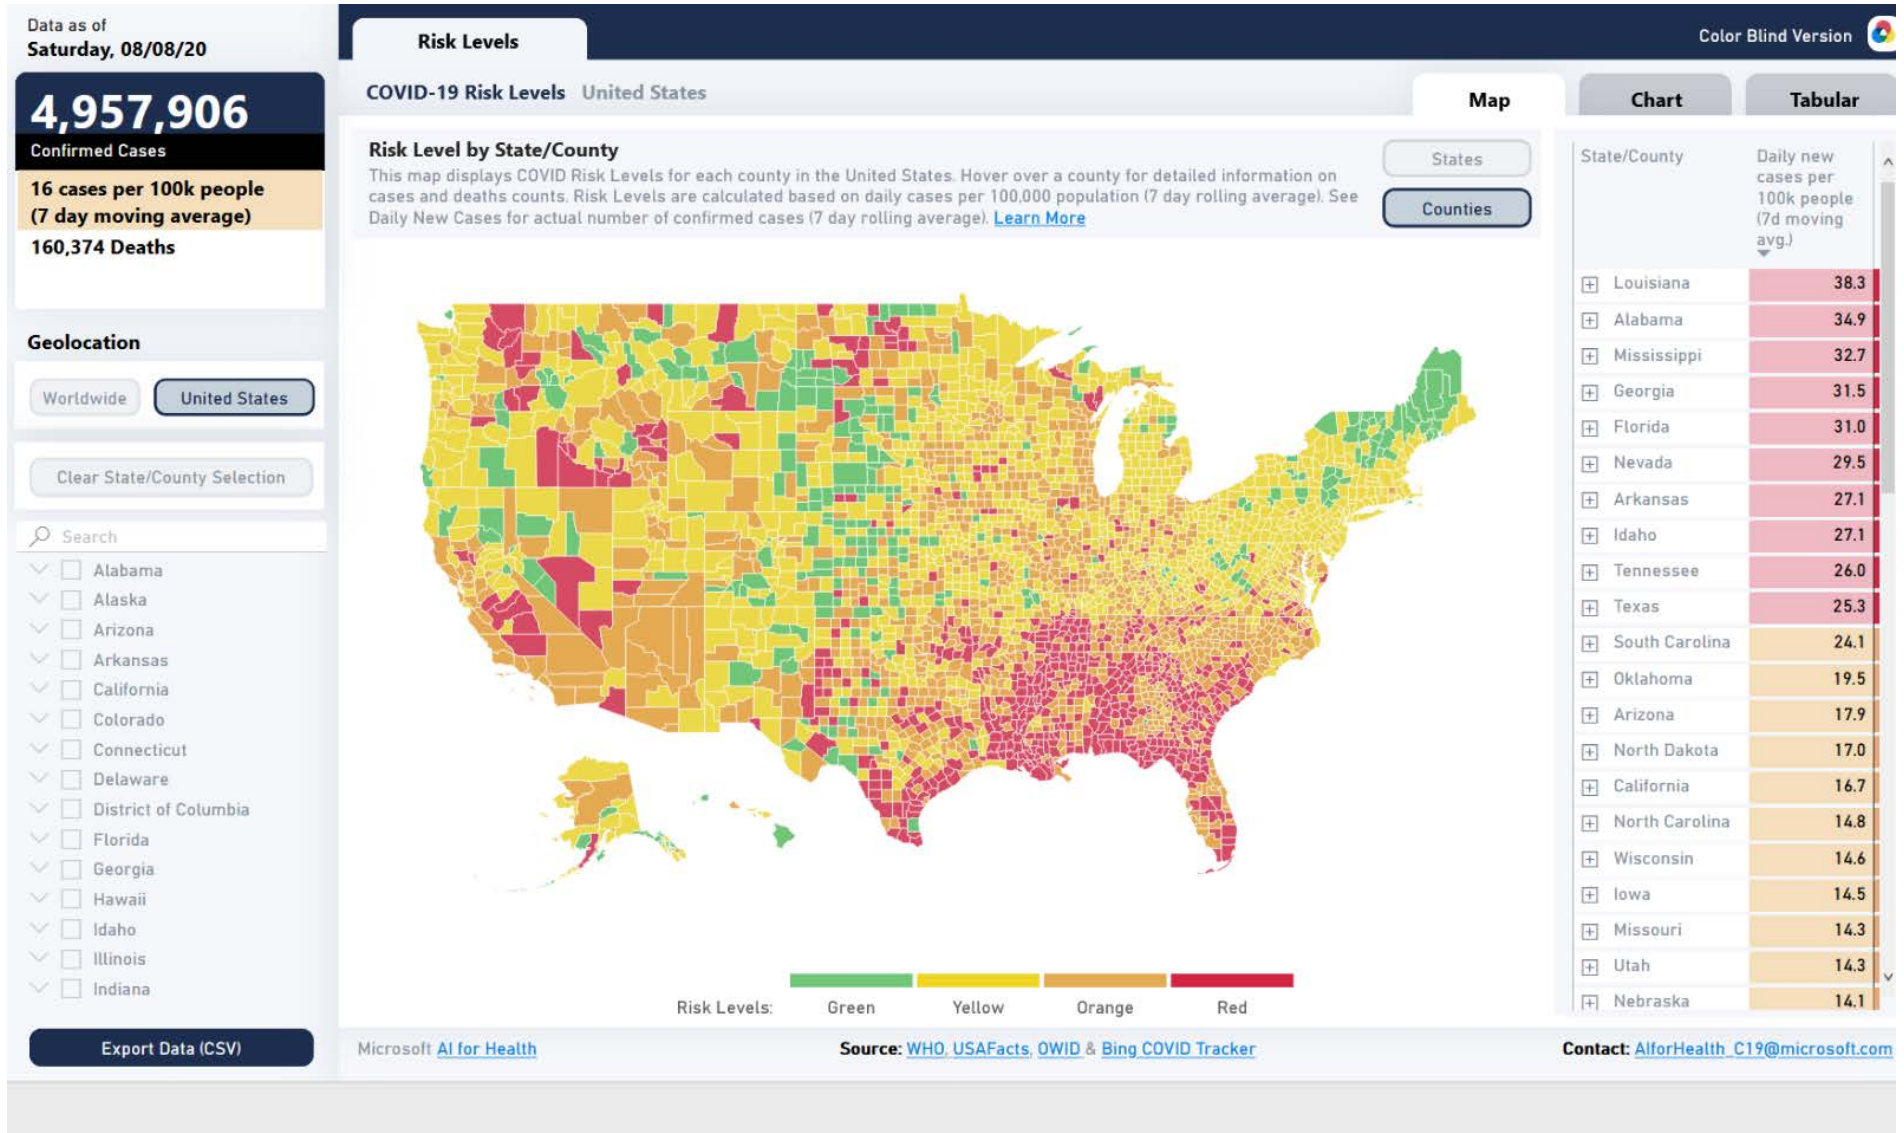 Data as of
Saturday, 08/08/20
4,957,906
Confirmed Cases
16 cases per 100k people
(7 day moving average)
160,374 Deaths
Geolocation
Worldwide
United States
Clear State/County Selection
Search
Alabama
Alaska
Arizona
Arkansas
California
Colorado
Connecticut
Delaware
District of Columbia
Florida
Georgia
Hawaii
Idaho
Illinois
Indiana
Export Data (CSV)
Risk Levels
Color Blind Version
COVID-19 Risk Levels United States
Map
Chart
Tabular
Risk Level by State/County
This map displays COVID Risk Levels for each county in the United States. Hover over a county for detailed information on
cases and deaths counts. Risk Levels are calculated based on daily cases per 100,000 population (7 day rolling average). See
Daily New Cases for actual number of confirmed cases (7 day rolling average). Learn More
States
Counties
Risk Levels:
Green
Yellow
Orange
Red
State/County
Daily new
cases per
100k people
(7d moving
avg.)
Louisiana 38.3
Alabama 34.9
Mississippi 32.7
Georgia 31.5
Florida 31.0
Nevada 29.5
Arkansas 27.1
Idaho 27.1
Tennessee 26.0
Texas 25.3
South Carolina 24.1
Oklahoma 19.5
Arizona 17.9
North Dakota 17.0
California 16.7
North Carolina 14.8
Wisconsin 14.6
Iowa 14.5
Missouri 14.3
Utah 14.3
Nebraska 14.1
Microsoft AI for Health
Source: WHO, USAFacts, OWID & Bing COVID Tracker
Contact: AIforHealth_C19@microsoft.com